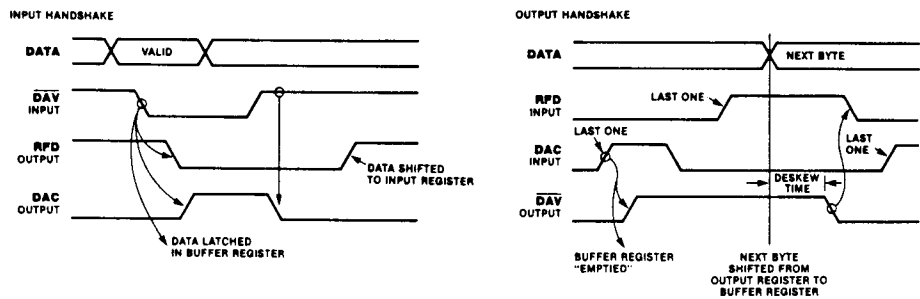 INPUT HANDSHAKE
DATA
VALID
DAV
INPUT
RFD
OUTPUT
DATA SHIFTED
TO INPUT REGISTER
DAC
OUTPUT
DATA LATCHED
IN BUFFER REGISTER
OUTPUT HANDSHAKE
DATA
NEXT BYTE
RFD
INPUT
LAST ONE
DAC
INPUT
LAST ONE
LAST ONE
DESKEW
TIME
DAV
OUTPUT
BUFFER REGISTER
"EMPTIED"
NEXT BYTE
SHIFTED FROM
OUTPUT REGISTER TO
BUFFER REGISTER